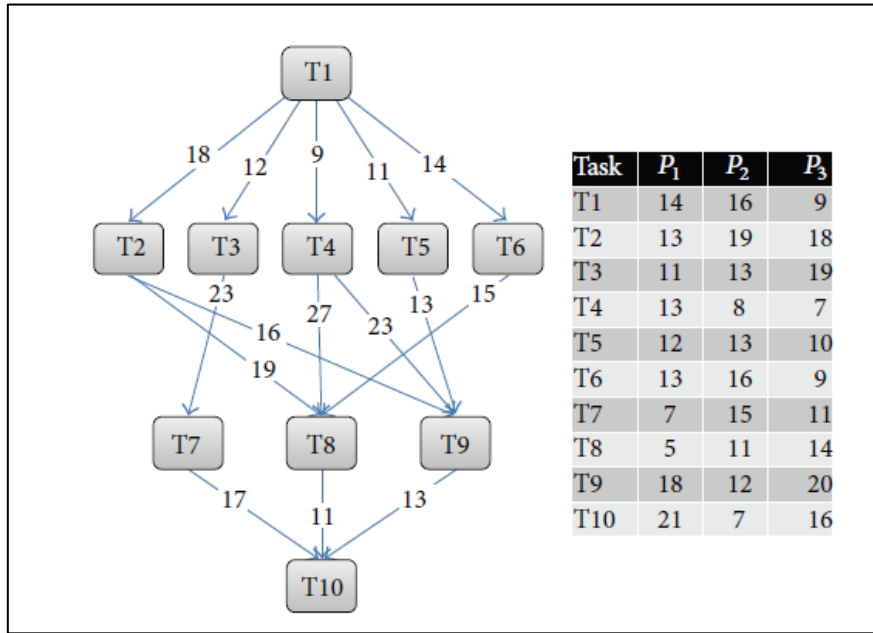 T1
18 12 9 11 14
T2 T3 T4 T5 T6
23 27 13 15
16 23
19
T7 T8 T9
17 11 13
T10
Task P1 P2 P3
T1 14 16 9
T2 13 19 18
T3 11 13 19
T4 13 8 7
T5 12 13 10
T6 13 16 9
T7 7 15 11
T8 5 11 14
T9 18 12 20
T10 21 7 16